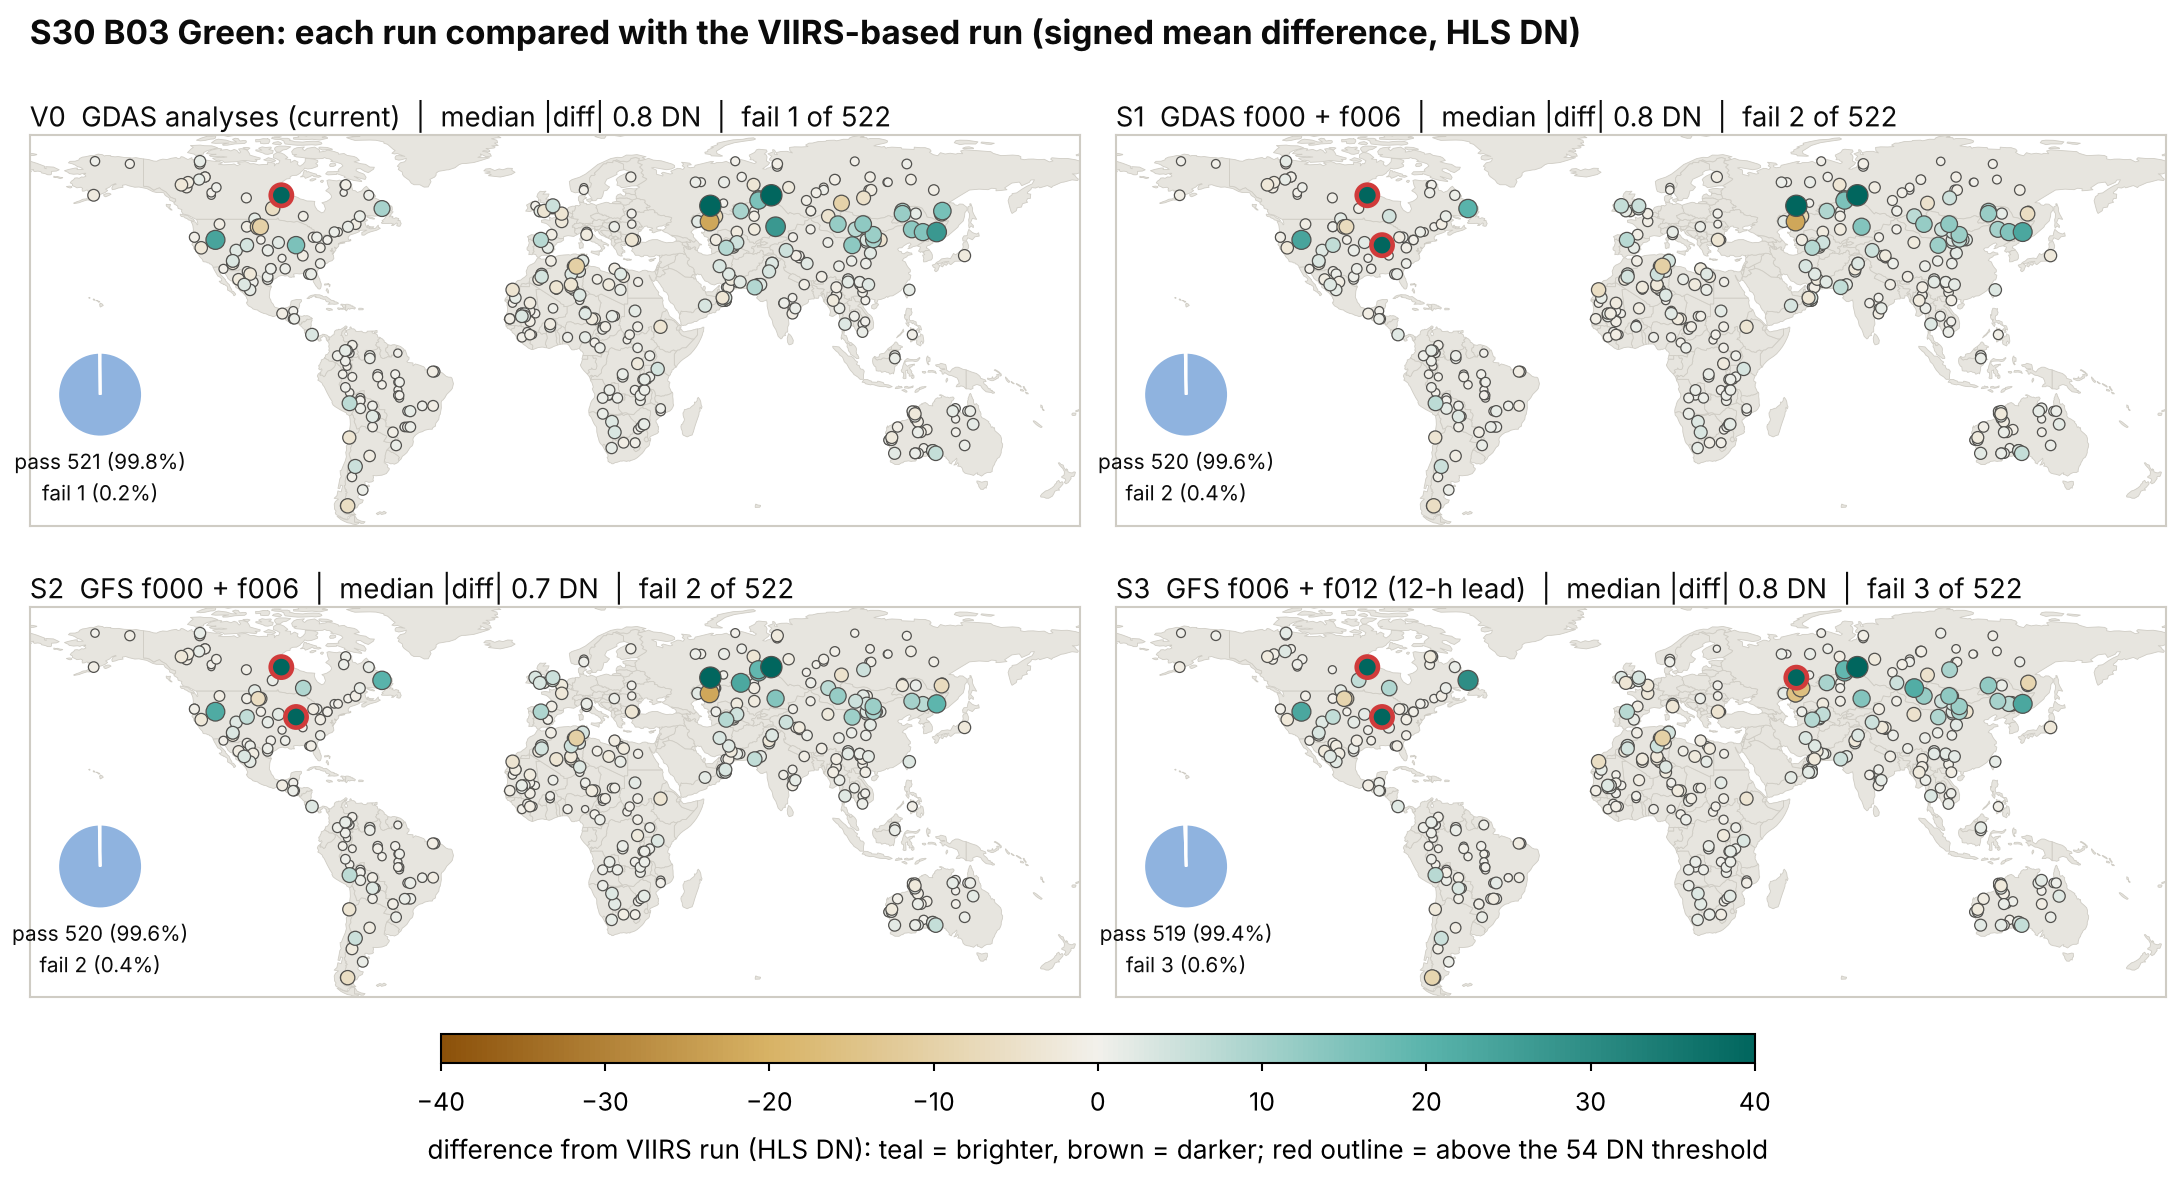 S30 B03 Green: each run compared with the VIIRS-based run (signed mean difference, HLS DN)
V0 GDAS analyses (current) | median |diff| 0.8 DN | fail 1 of 522
pass 521 (99.8%)
fail 1 (0.2%)
S1 GDAS f000 + f006 | median |diff| 0.8 DN | fail 2 of 522
pass 520 (99.6%)
fail 2 (0.4%)
S2 GFS f000 + f006 | median |diff| 0.7 DN | fail 2 of 522
pass 520 (99.6%)
fail 2 (0.4%)
S3 GFS f006 + f012 (12-h lead) | median |diff| 0.8 DN | fail 3 of 522
pass 519 (99.4%)
fail 3 (0.6%)
−40 −30 −20 −10 0 10 20 30 40
difference from VIIRS run (HLS DN): teal = brighter, brown = darker; red outline = above the 54 DN threshold